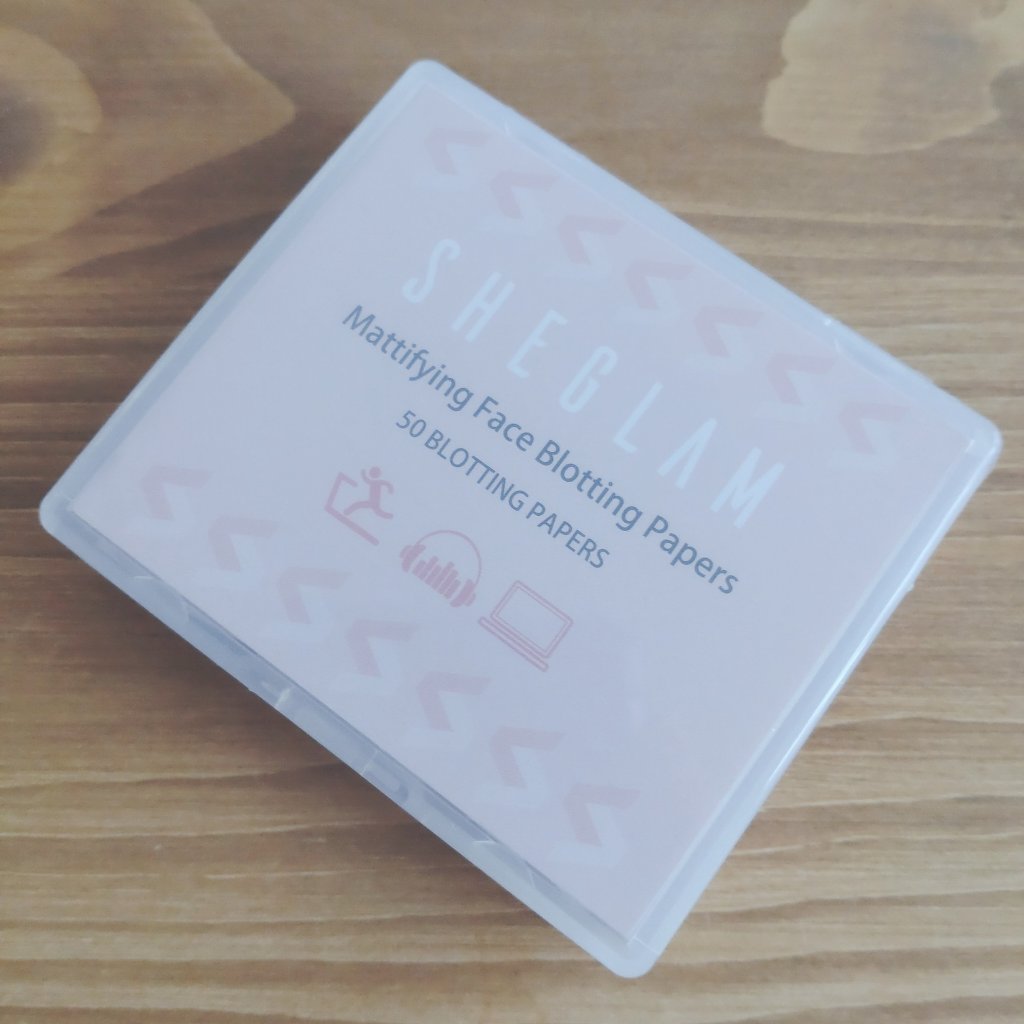 SHEGLAM
Mattifying Face Blotting Papers
50 BLOTTING PAPERS